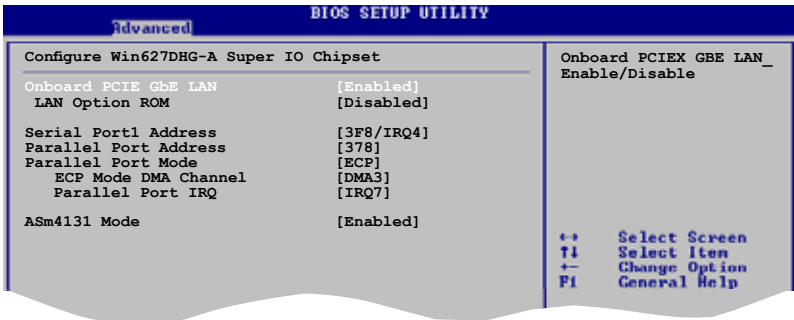 BIOS SETUP UTILITY
Advanced
Configure Win627DHG-A Super IO Chipset
Onboard PCIE GbE LAN [Enabled]
LAN Option ROM [Disabled]
Serial Port1 Address [3F8/IRQ4]
Parallel Port Address [378]
Parallel Port Mode [ECP]
ECP Mode DMA Channel [DMA3]
Parallel Port IRQ [IRQ7]
ASm4131 Mode [Enabled]
Onboard PCIEX GBE LAN_
Enable/Disable
←→ Select Screen
↑↓ Select Item
+- Change Option
F1 General Help